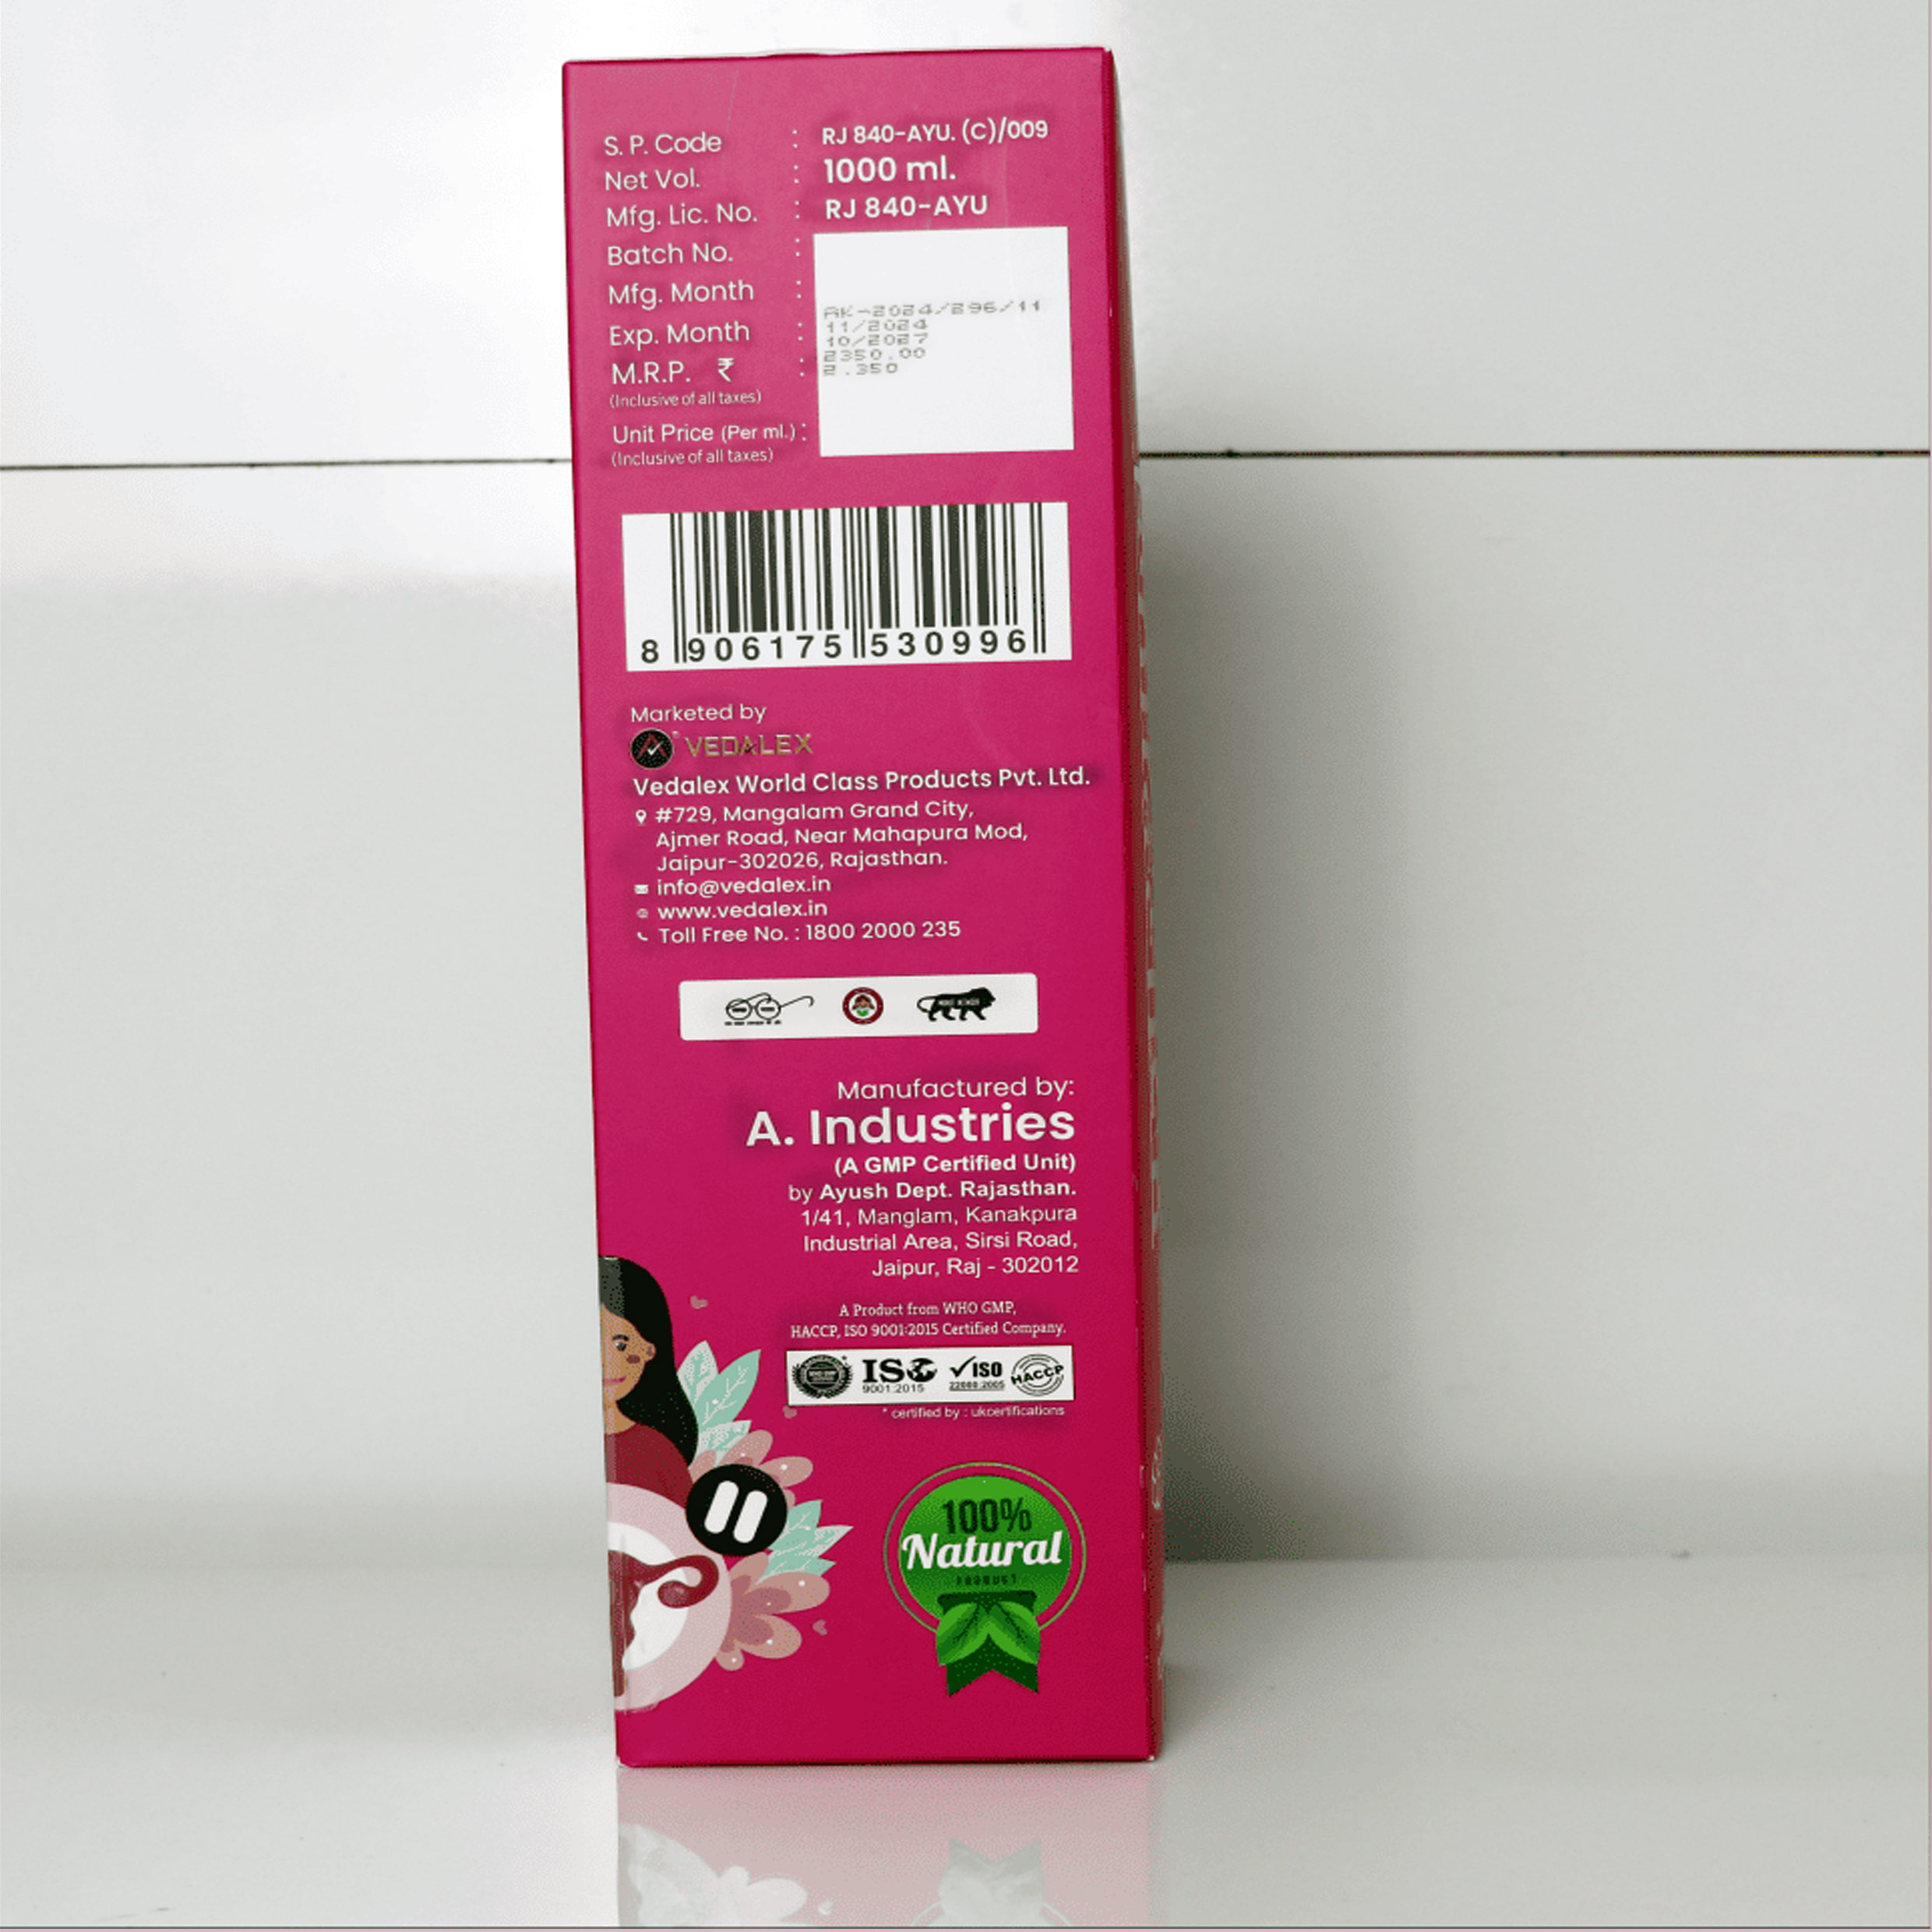 S. P. Code : RJ 840-AYU. (C)/009
Net Vol. : 1000 ml.
Mfg. Lic. No. : RJ 840-AYU
Batch No. : AK-2024/296/11
Mfg. Month : 11/2024
Exp. Month : 10/2027
M.R.P. ₹ : 2350.00
(Inclusive of all taxes)
Unit Price (Per ml.) : 2.350
(Inclusive of all taxes)
8 906175 530996
Marketed by
VEDALEX
Vedalex World Class Products Pvt. Ltd.
#729, Mangalam Grand City,
Ajmer Road, Near Mahapura Mod,
Jaipur-302026, Rajasthan.
info@vedalex.in
www.vedalex.in
Toll Free No. : 1800 2000 235
Manufactured by:
A. Industries
(A GMP Certified Unit)
by Ayush Dept. Rajasthan.
1/41, Manglam, Kanakpura
Industrial Area, Sirsi Road,
Jaipur, Raj - 302012
A Product from WHO GMP,
HACCP, ISO 9001:2015 Certified Company.
ISO
9001:2015
ISO
22000:2005
HACCP
* certified by : ukcertifications
100%
Natural
PRODUCT